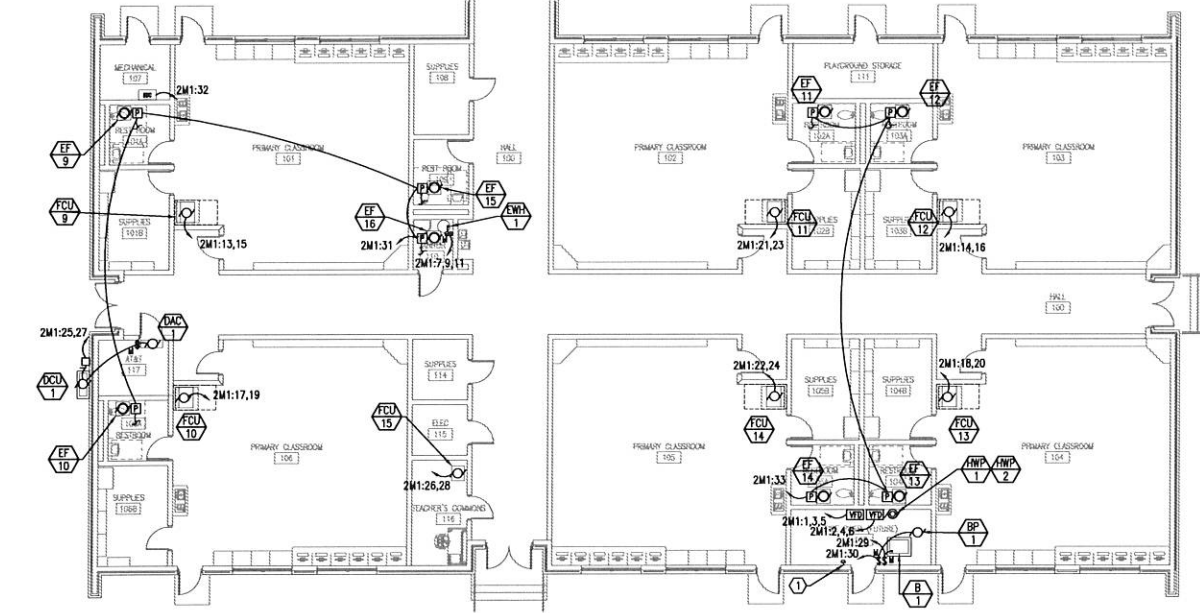 MECHANICAL
107
2M1:32
SUPPLIES
108
PLAYGROUND STORAGE
111
EF
11
EF
12
EF
9
PRIMARY CLASSROOM
101
HALL
100
PRIMARY CLASSROOM
102
102A
103A
PRIMARY CLASSROOM
103
REST-ROOM
EF
15
FCU
9
SUPPLIES
101B
EF
16
EWH
1
FCU
11
FCU
12
2M1:13,15
2M1:31
2M1:7,9,11
2M1:21,23
2M1:14,16
HALL
100
2M1:25,27
DAC
1
117
DCU
1
SUPPLIES
114
2M1:22,24
2M1:18,20
2M1:17,19
FCU
10
FCU
15
ELEC
115
SUPPLIES
105B
SUPPLIES
104B
FCU
14
FCU
13
RESTROOM
EF
10
PRIMARY CLASSROOM
106
PRIMARY CLASSROOM
105
PRIMARY CLASSROOM
104
EF
14
EF
13
HWP
1
HWP
2
2M1:26,28
2M1:33
SUPPLIES
106B
TEACHER'S COMMONS
116
2M1:1,3,5
VFD
VFD
2M1:2,4,6
2M1:29
2M1:30
BP
1
1
B
1